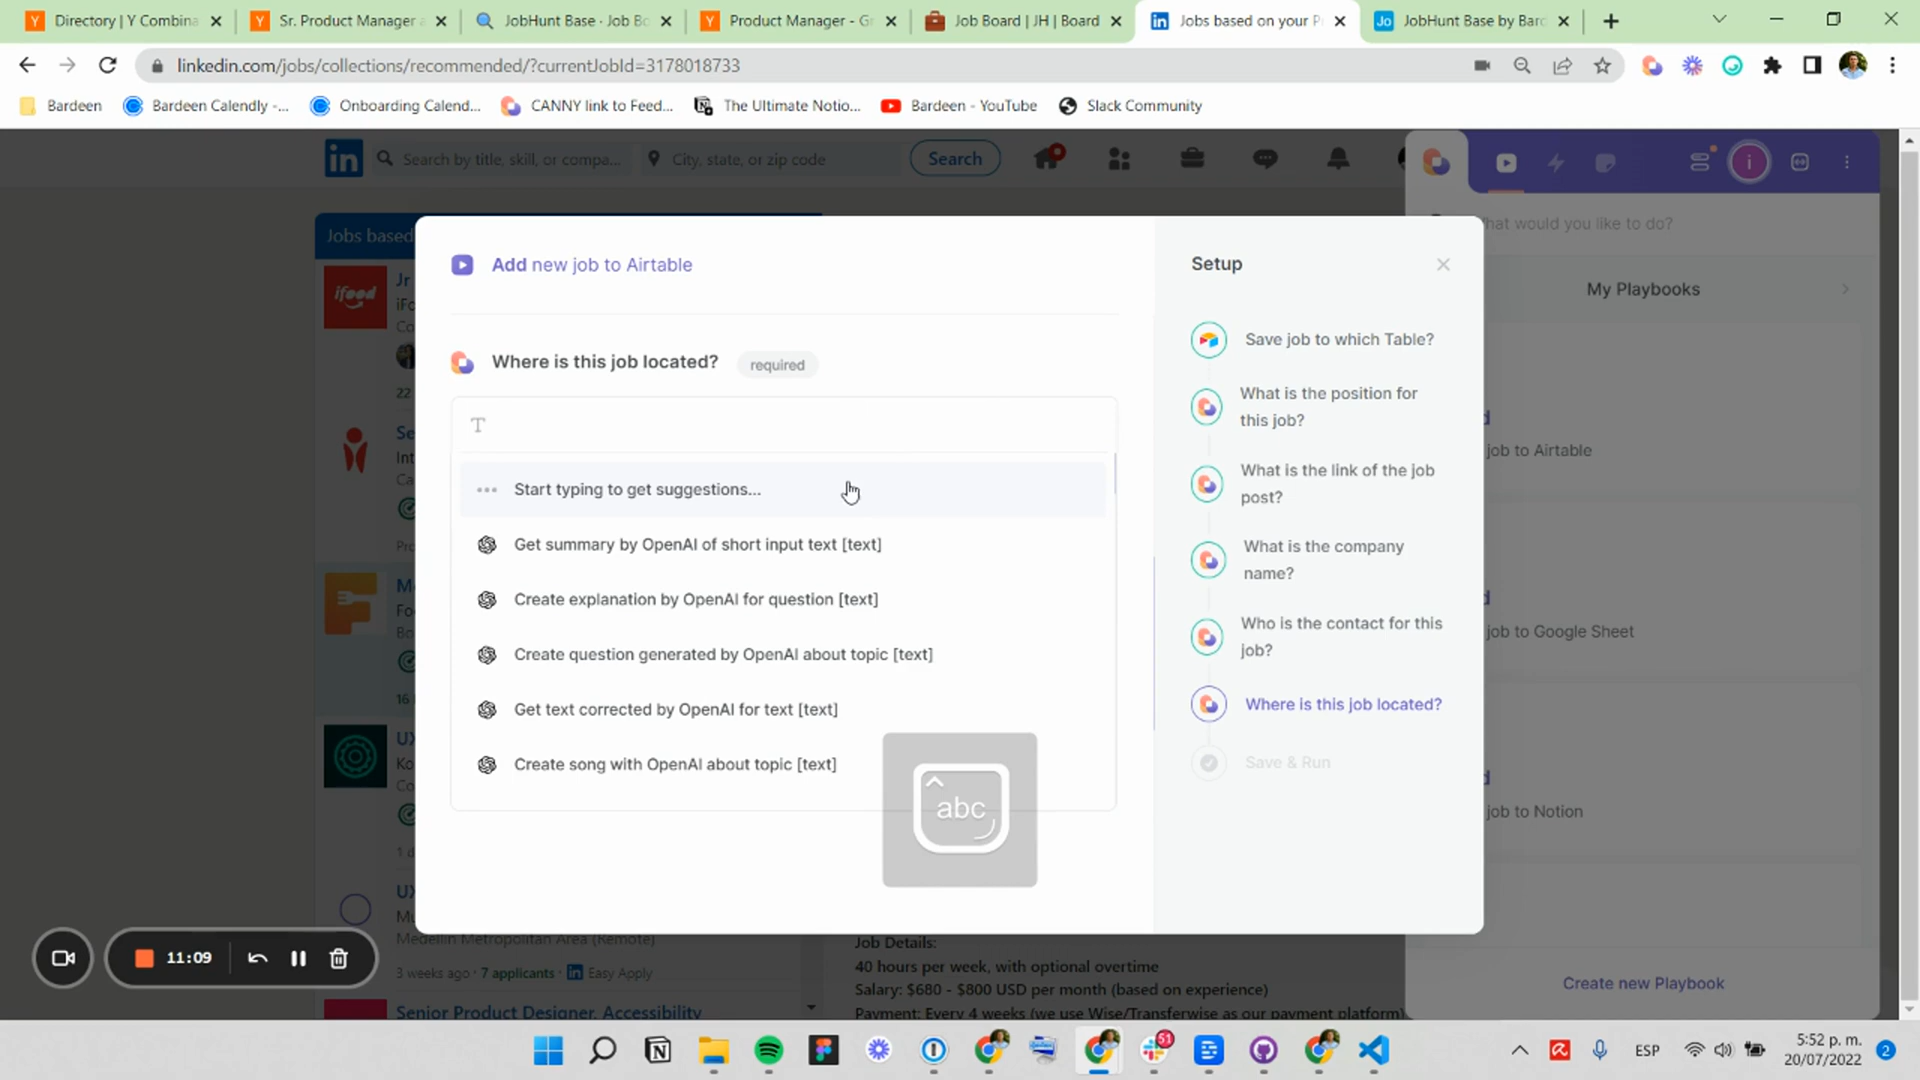 Directory | Y Combina
Sr. Product Manager a
JobHunt Base · Job Bo
Product Manager - Gr
Job Board | JH | Board
Jobs based on your P
JobHunt Base by Bard
linkedin.com/jobs/collections/recommended/?currentJobId=3178018733
Bardeen
Bardeen Calendly -...
Onboarding Calend...
CANNY link to Feed...
The Ultimate Notio...
Bardeen - YouTube
Slack Community
in
Search by title, skill, or compa...
City, state, or zip code
Search
i
hat would you like to do?
Jobs based
Add new job to Airtable
Setup
My Playbooks
ifood
Jr
iFo
Co
22
Where is this job located?
required
T
Start typing to get suggestions...
Get summary by OpenAI of short input text [text]
Create explanation by OpenAI for question [text]
Create question generated by OpenAI about topic [text]
Get text corrected by OpenAI for text [text]
Create song with OpenAI about topic [text]
abc
Save job to which Table?
What is the position for
this job?
What is the link of the job
post?
What is the company
name?
Who is the contact for this
job?
Where is this job located?
Save & Run
d
job to Airtable
d
job to Google Sheet
d
job to Notion
Create new Playbook
Se
Int
Ca
Pro
Me
Fo
Bo
16
UX
Ko
Co
1 d
UX
Mu
Medellín Metropolitan Area (Remote)
3 weeks ago · 7 applicants · in Easy Apply
Senior Product Designer, Accessibility
Job Details:
40 hours per week, with optional overtime
Salary: $680 - $800 USD per month (based on experience)
Payment: Every 4 weeks (we use Wise/Transferwise as our payment platform)
11:09
51
ESP
5:52 p. m.
20/07/2022
2